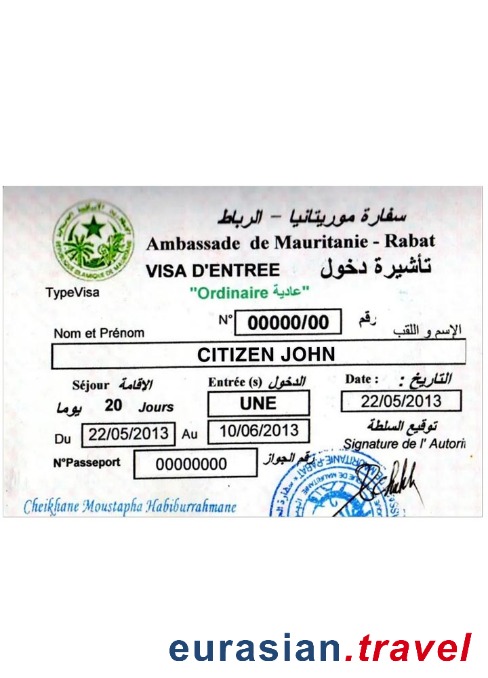 سفارة موريتانيا - الرباط
Ambassade de Mauritanie - Rabat
VISA D'ENTREE تأشيرة دخول
TypeVisa "Ordinaire عادية"
N° 00000/00 رقم
Nom et Prénom الإسم و اللقب
CITIZEN JOHN
Séjour الإقامة Entrée (s) الدخول Date : التاريخ :
يوما 20 Jours UNE 22/05/2013
Du 22/05/2013 Au 10/06/2013 توقيع السلطة
Signature de l' Autori
N°Passeport 00000000 رقم الجواز
Cheikhane Moustapha Habiburrahmane
eurasian.travel